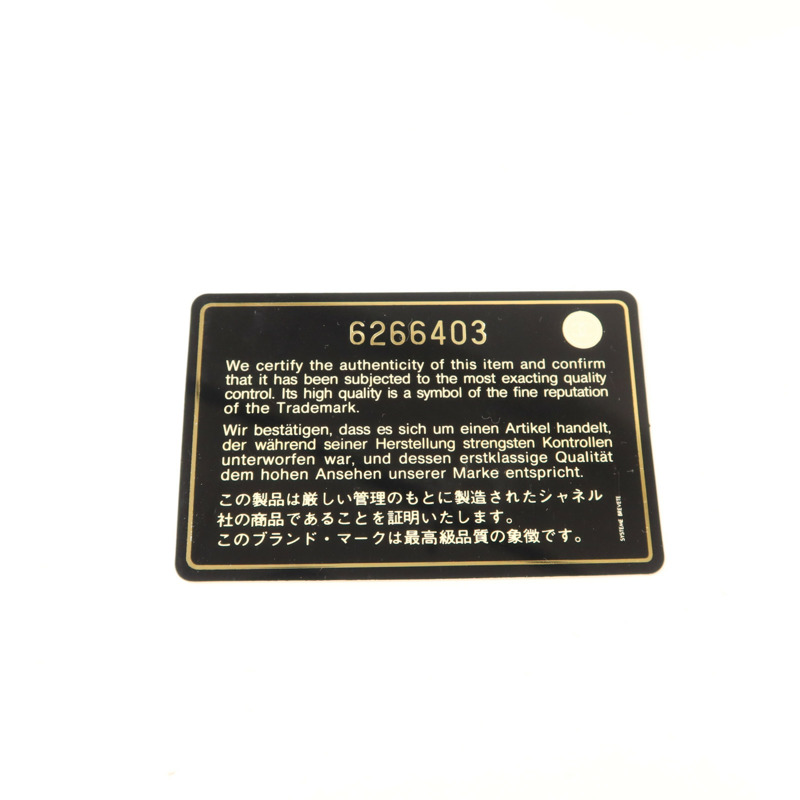 6266403
We certify the authenticity of this item and confirm
that it has been subjected to the most exacting quality
control. Its high quality is a symbol of the fine reputation
of the Trademark.
Wir bestätigen, dass es sich um einen Artikel handelt,
der während seiner Herstellung strengsten Kontrollen
unterworfen war, und dessen erstklassige Qualität
dem hohen Ansehen unserer Marke entspricht.
この製品は厳しい管理のもとに製造されたシャネル
社の商品であることを証明いたします。
このブランド・マークは最高級品質の象徴です。
SYSTEME BREVETE